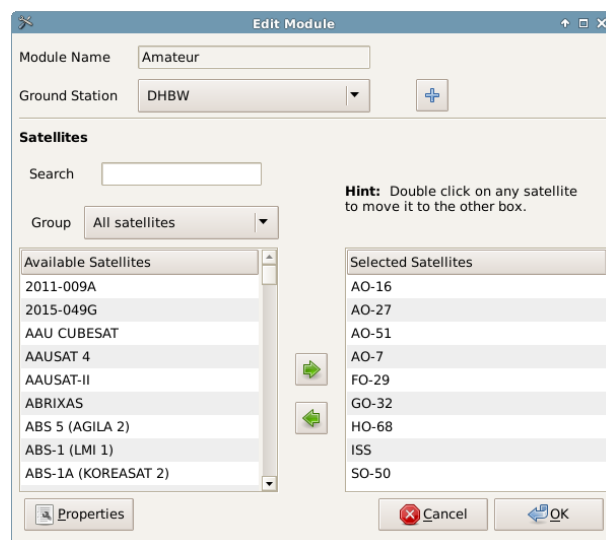 Edit Module
Module Name Amateur
Ground Station DHBW
Satellites
Search
Hint: Double click on any satellite
to move it to the other box.
Group All satellites
Available Satellites
2011-009A
2015-049G
AAU CUBESAT
AAUSAT 4
AAUSAT-II
ABRIXAS
ABS 5 (AGILA 2)
ABS-1 (LMI 1)
ABS-1A (KOREASAT 2)
Selected Satellites
AO-16
AO-27
AO-51
AO-7
FO-29
GO-32
HO-68
ISS
SO-50
Properties
Cancel
OK